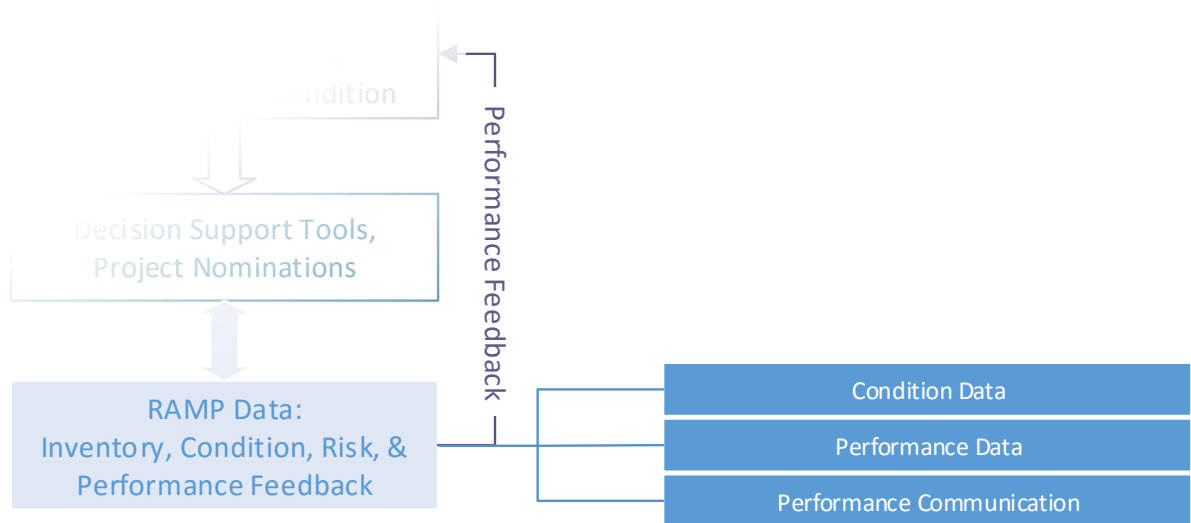 Condition
Performance Feedback
Decision Support Tools,
Project Nominations
RAMP Data:
Inventory, Condition, Risk, &
Performance Feedback
Condition Data
Performance Data
Performance Communication